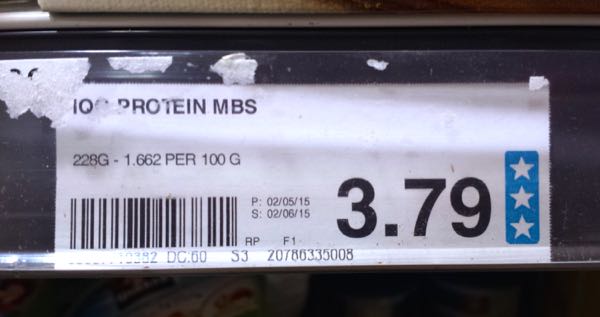 PROTEIN MBS
228G - 1.662 PER 100 G
P: 02/05/15
S: 02/06/15
3.79
RP F1
DC:60 S3 20786335008